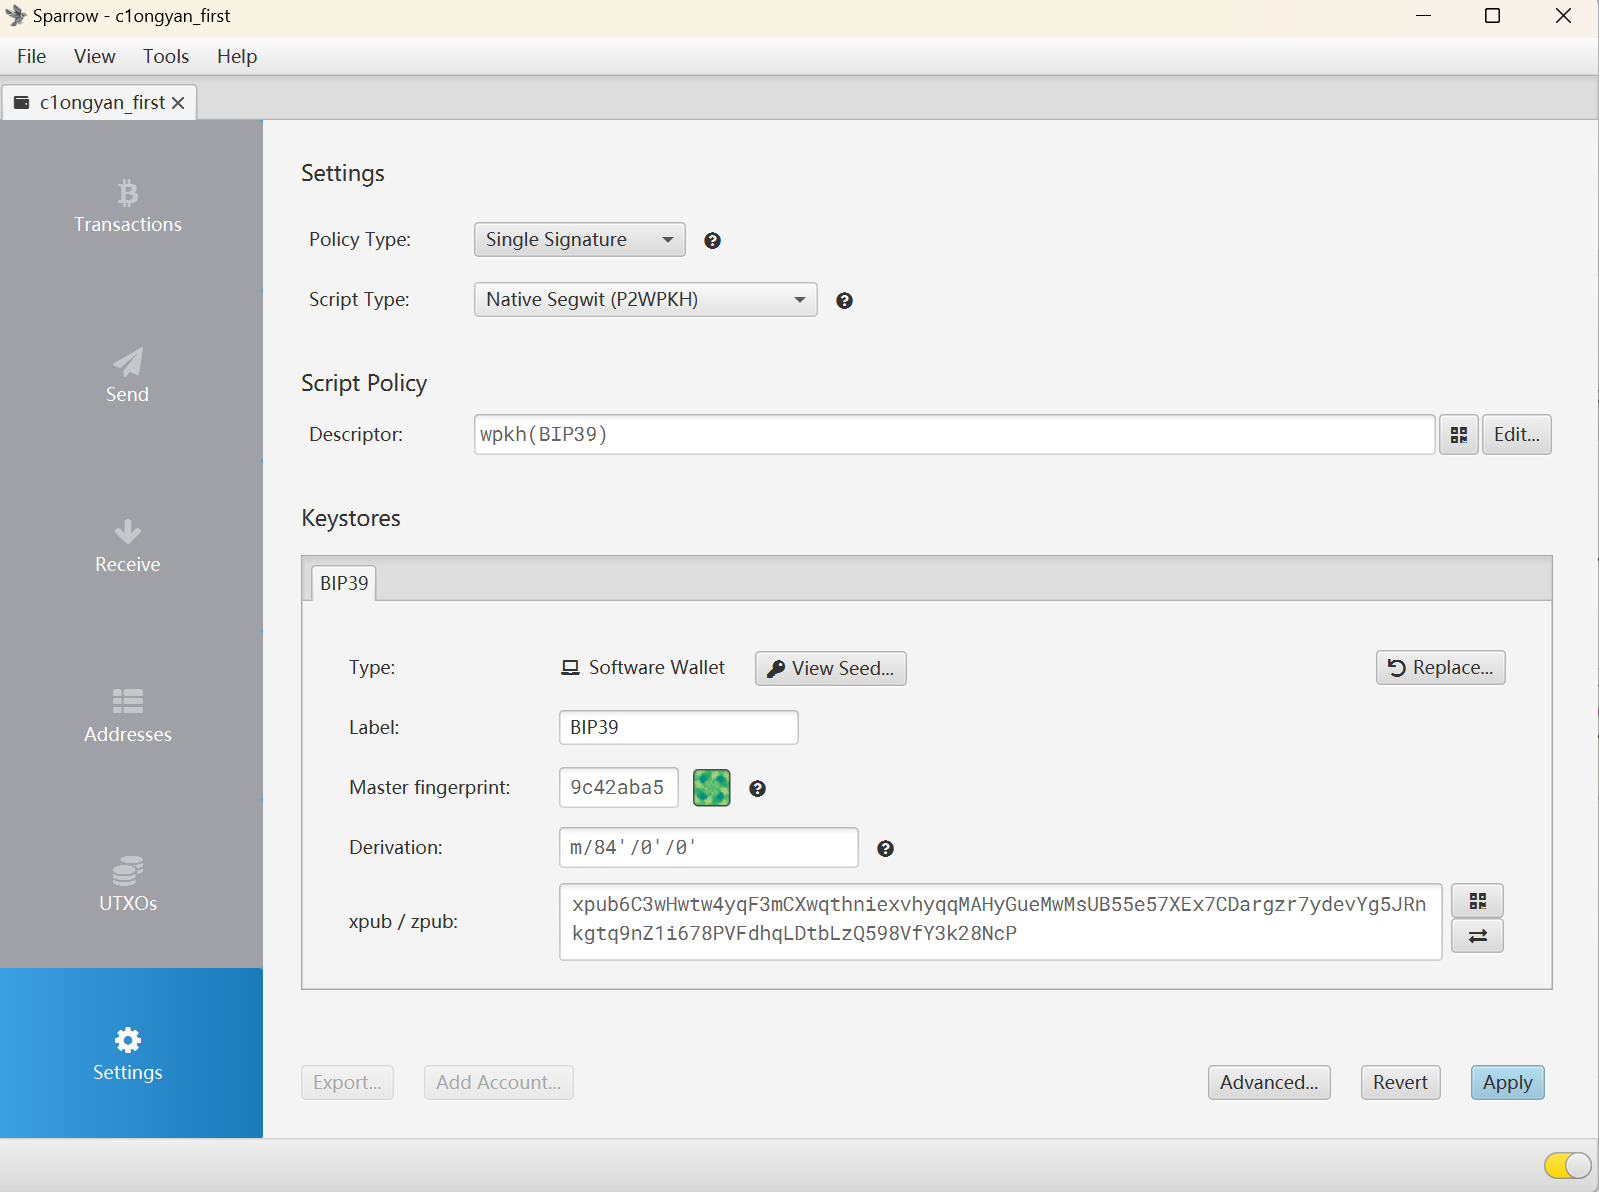 Sparrow - c1ongyan_first
File View Tools Help
c1ongyan_first
Transactions
Send
Receive
Addresses
UTXOs
Settings
Settings
Policy Type: Single Signature
Script Type: Native Segwit (P2WPKH)
Script Policy
Descriptor: wpkh(BIP39) Edit...
Keystores
BIP39
Type: Software Wallet View Seed... Replace...
Label: BIP39
Master fingerprint: 9c42aba5
Derivation: m/84'/0'/0'
xpub / zpub:
xpub6C3wHwtw4yqF3mCXwqthniexvhyqqMAHyGueMwMsUB55e57XEx7CDargzr7ydevYg5JRn
kgtq9nZ1i678PVFdhqLDtbLzQ598VfY3k28NcP
Export... Add Account... Advanced... Revert Apply